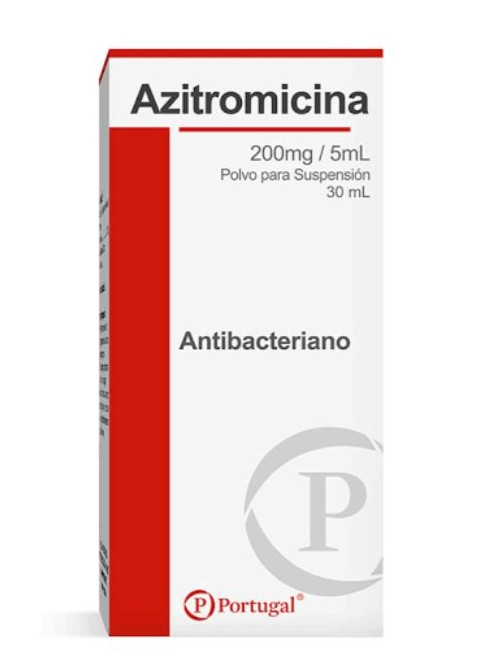 Azitromicina
200mg / 5mL
Polvo para Suspensión
30 mL
Antibacteriano
P
P Portugal®